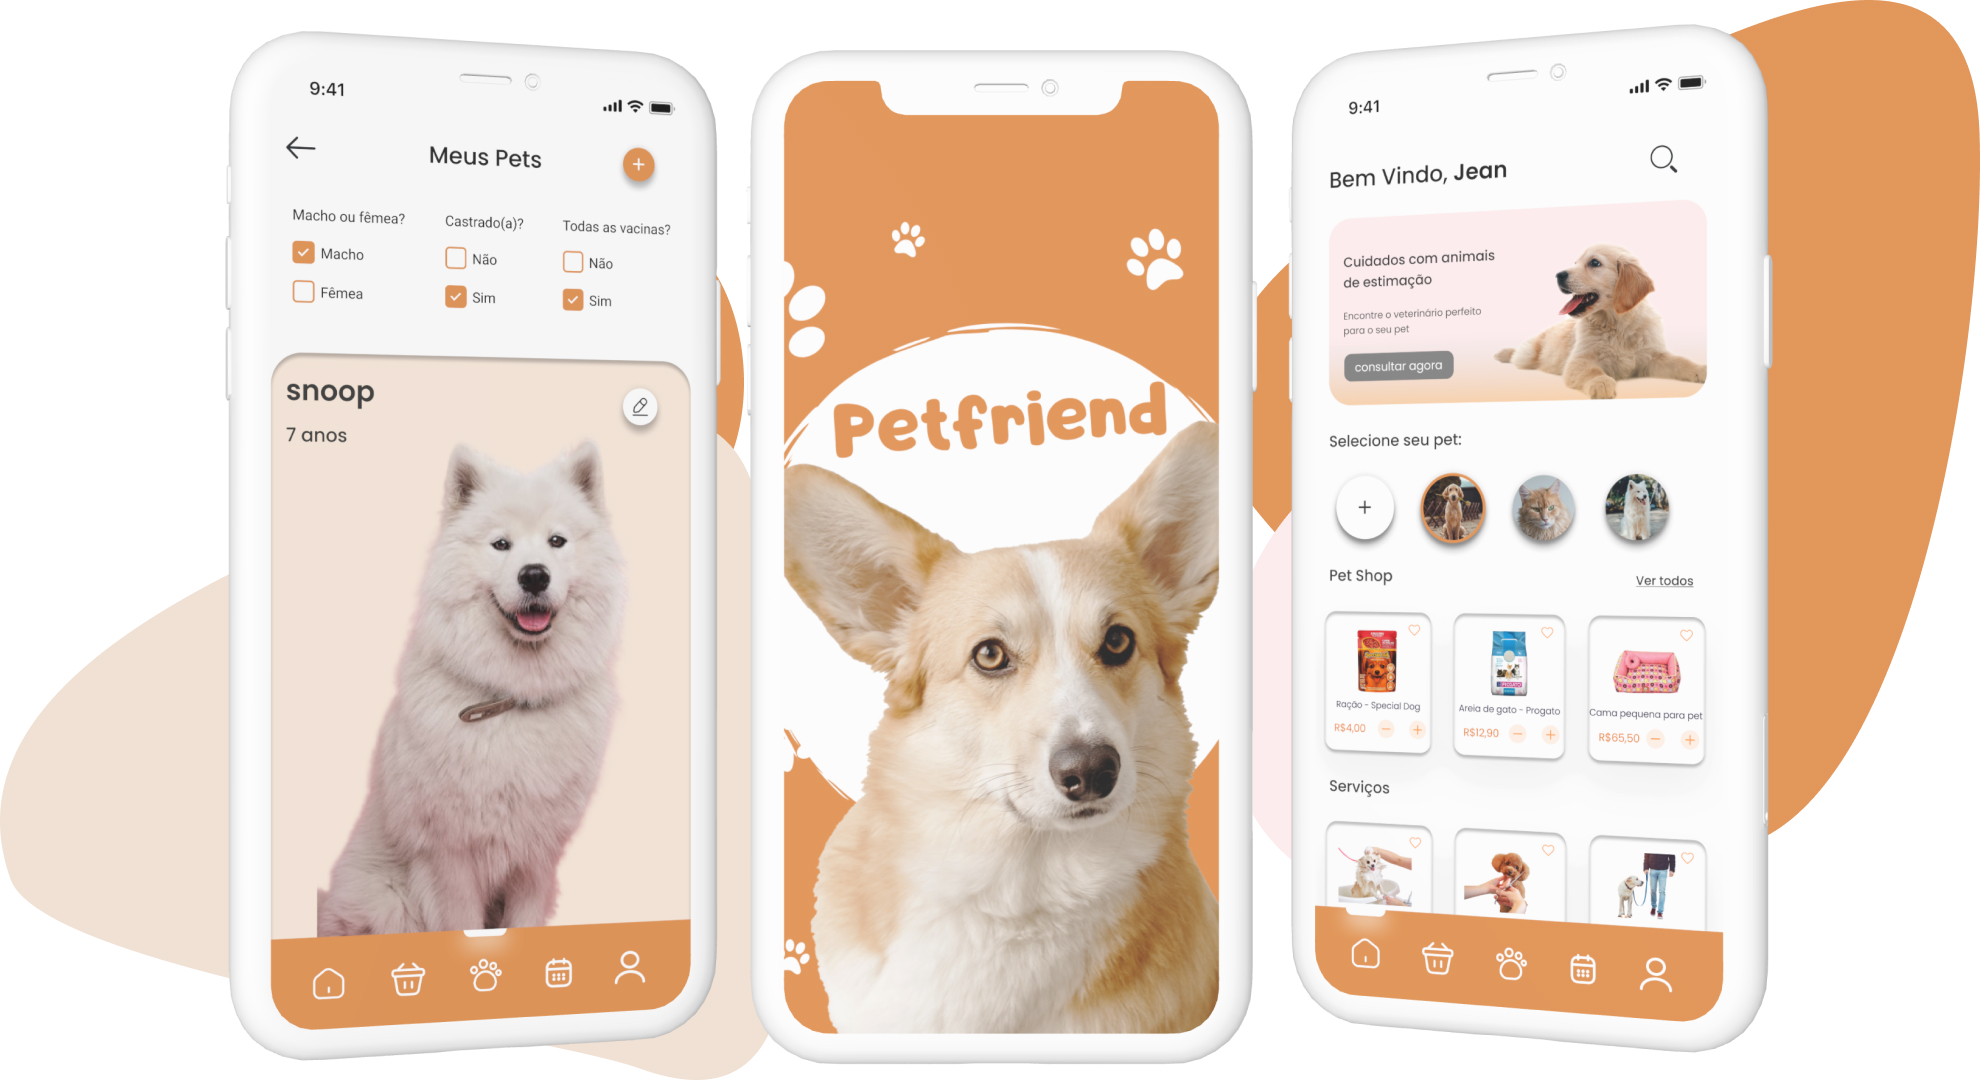 9:41
Meus Pets
Macho ou fêmea?
Macho
Fêmea
Castrado(a)?
Não
Sim
Todas as vacinas?
Não
Sim
snoop
7 anos
Petfriend
9:41
Bem Vindo, Jean
Cuidados com animais
de estimação
Encontre o veterinário perfeito
para o seu pet
consultar agora
Selecione seu pet:
Pet Shop
Ver todos
Ração - Special Dog
R$4,00
Areia de gato - Progato
R$12,90
Cama pequena para pet
R$65,50
Serviços